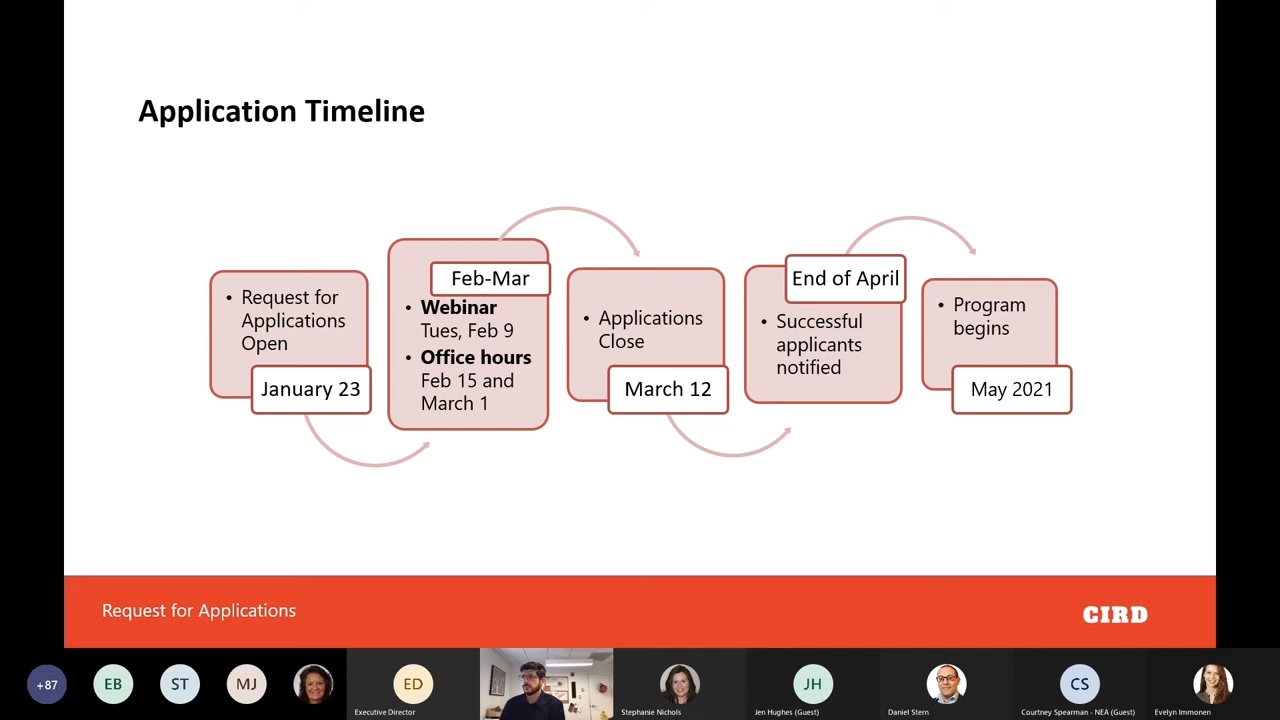 Application Timeline
• Request for
Applications
Open
January 23
Feb-Mar
• Webinar
Tues, Feb 9
• Office hours
Feb 15 and
March 1
• Applications
Close
March 12
End of April
• Successful
applicants
notified
• Program
begins
May 2021
Request for Applications
CIRD
+87
EB
ST
MJ
ED
Executive Director
Stephanie Nichols
JH
Jen Hughes (Guest)
Daniel Stern
CS
Courtney Spearman - NEA (Guest)
Evelyn Immonen